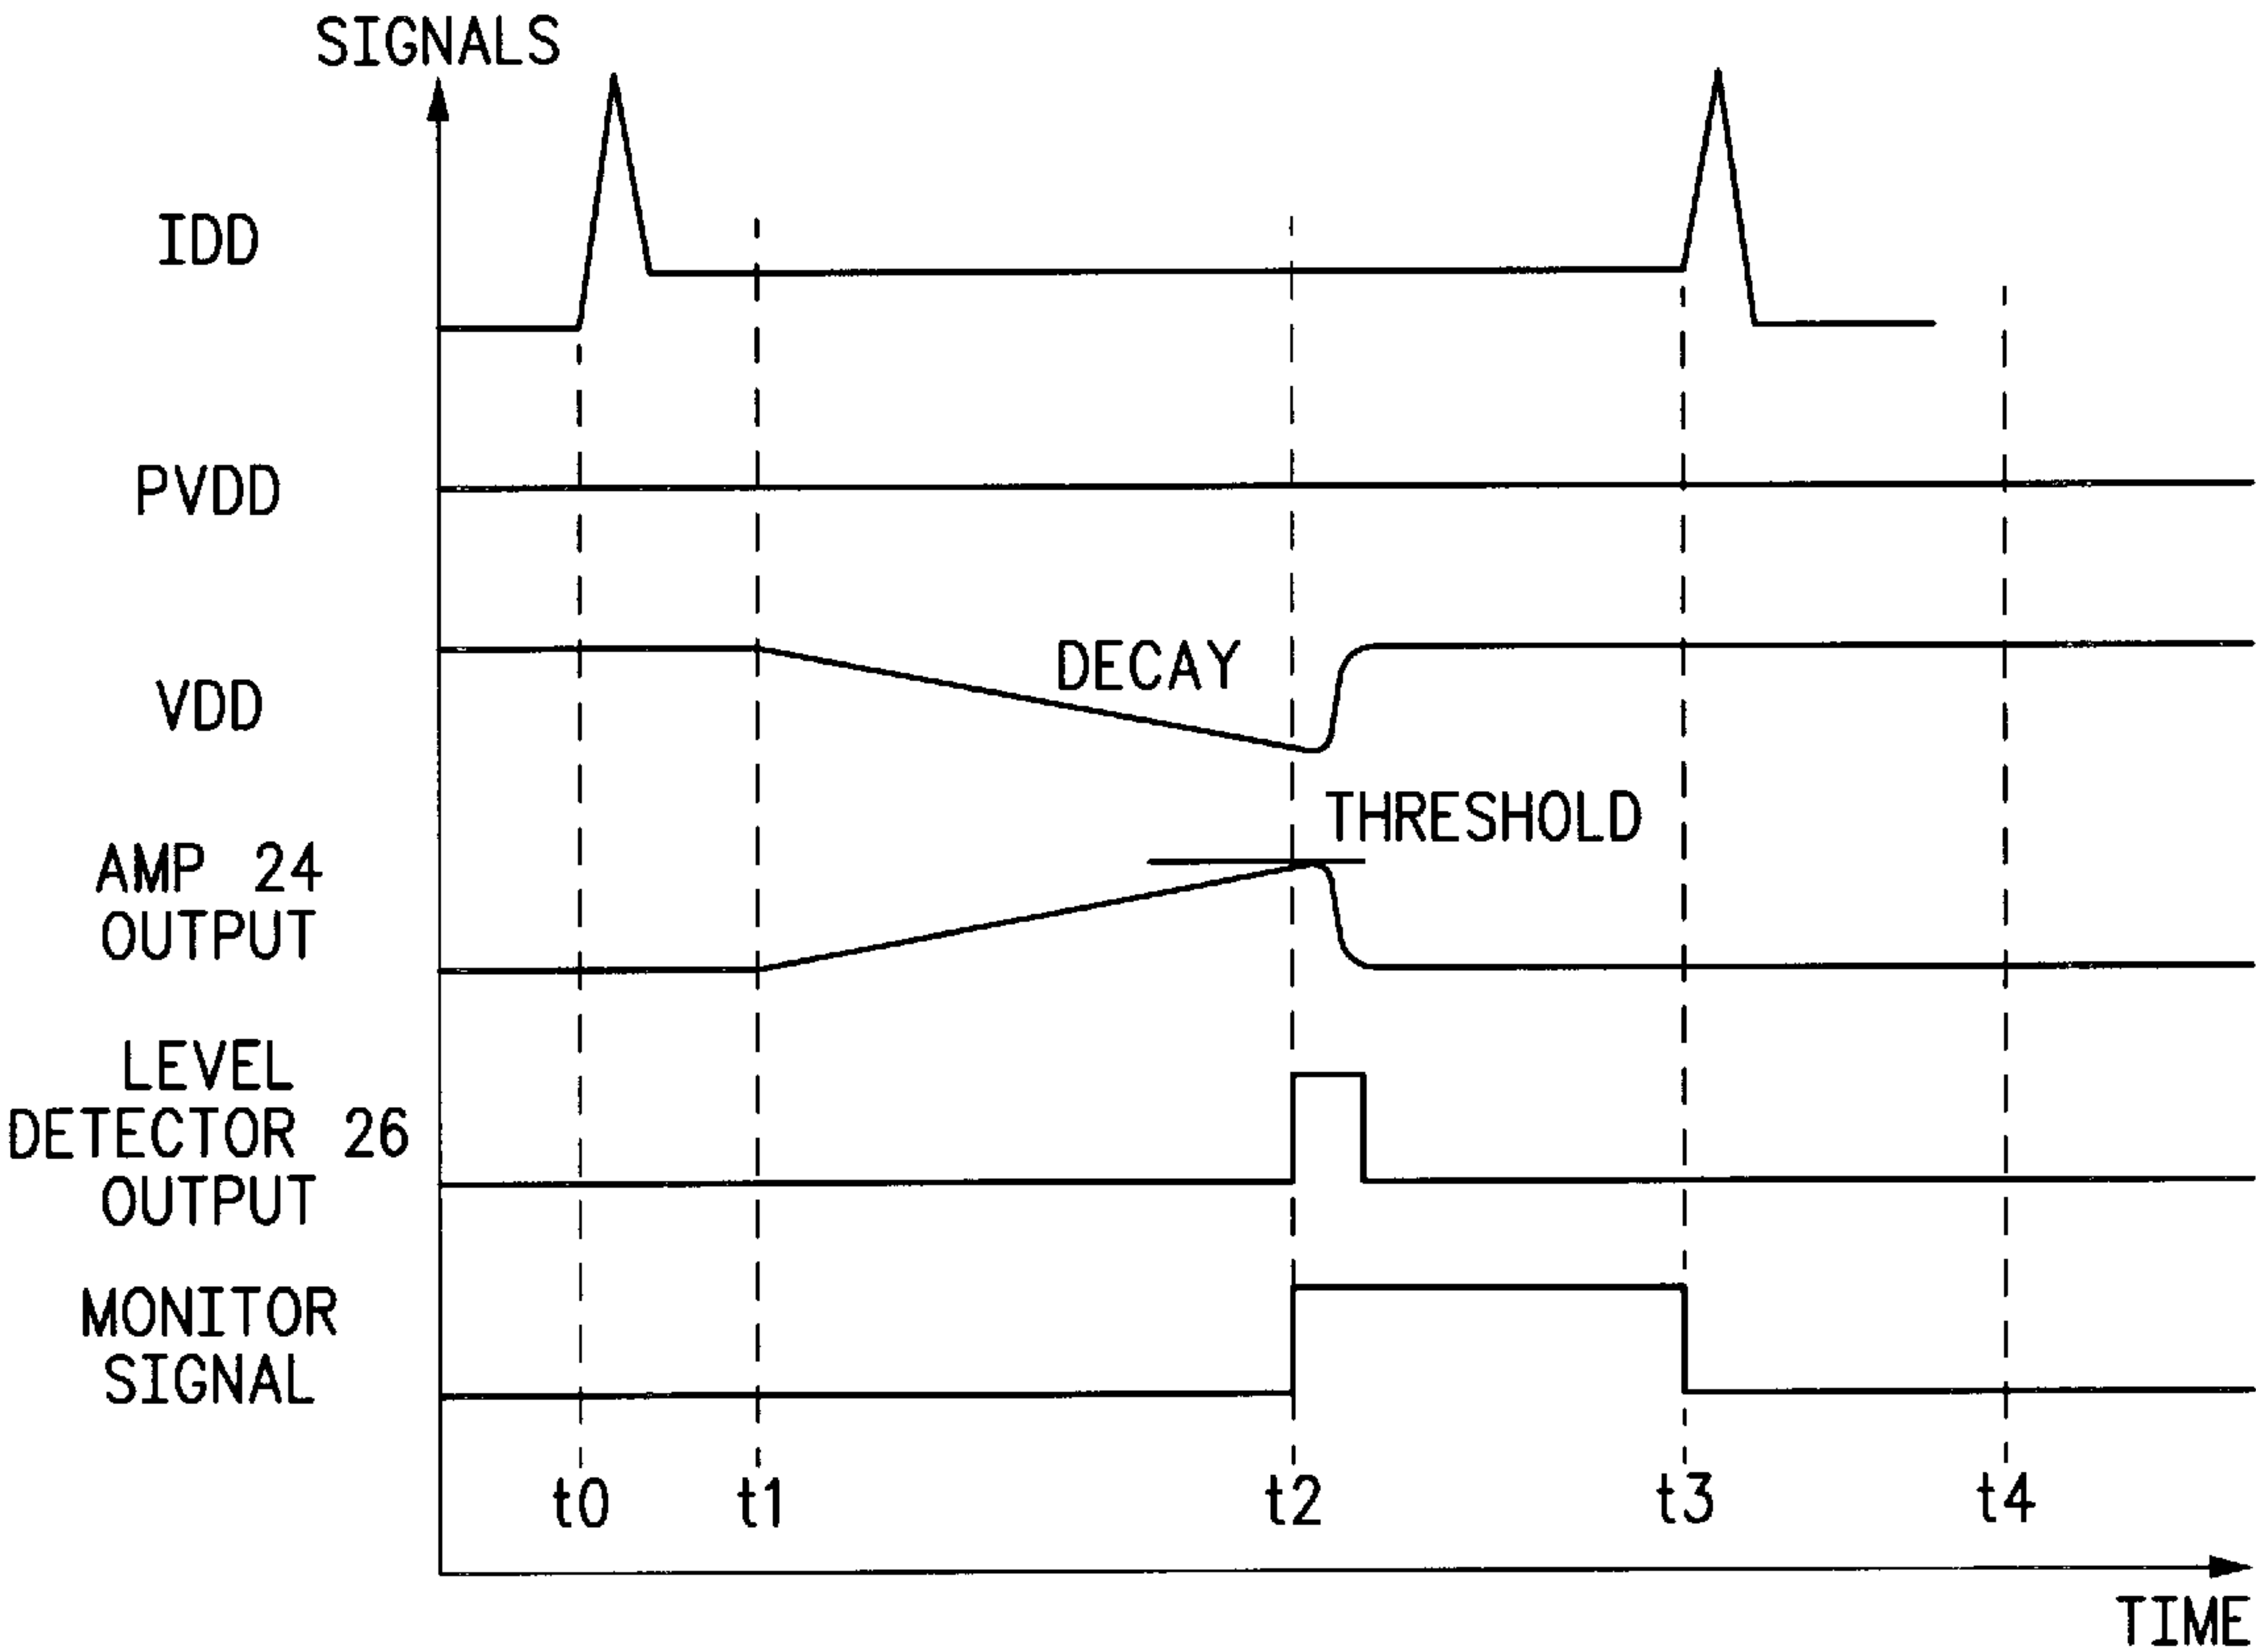 SIGNALS
IDD
PVDD
VDD
DECAY
THRESHOLD
AMP 24
OUTPUT
LEVEL
DETECTOR 26
OUTPUT
MONITOR
SIGNAL
t0 t1 t2 t3 t4
TIME